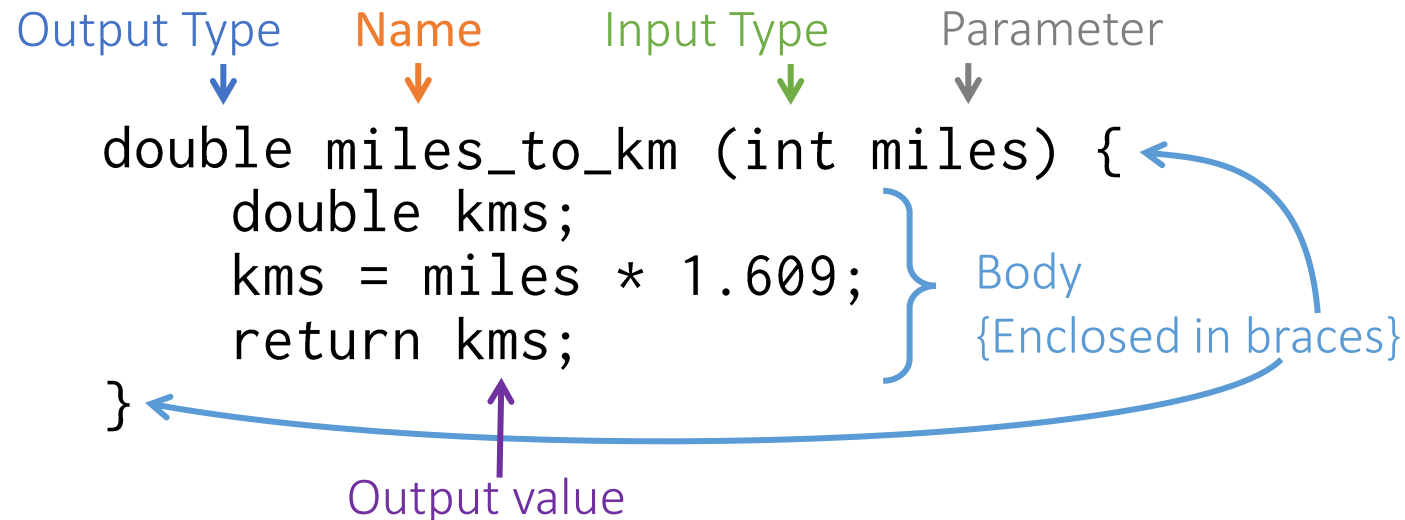 Output Type Name Input Type Parameter
double miles_to_km (int miles) {
double kms;
kms = miles * 1.609;
return kms;
}
Body
{Enclosed in braces}
Output value